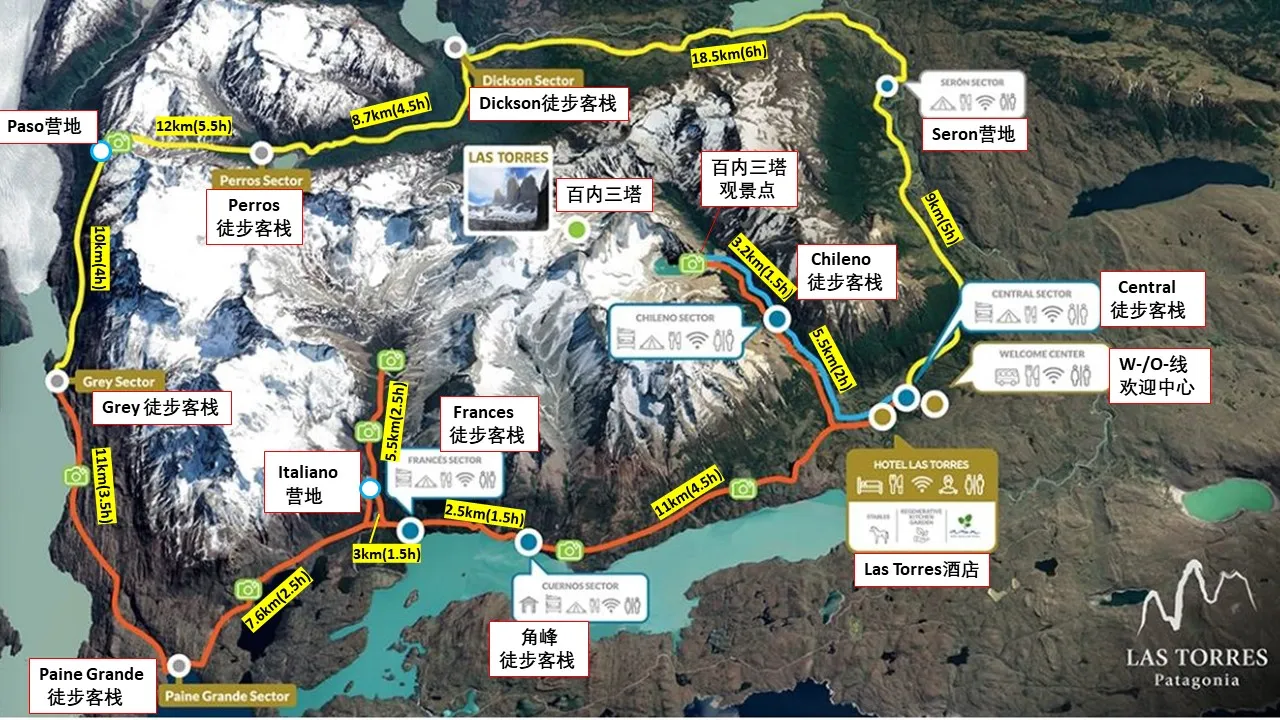 18.5km(6h)
Dickson Sector
Dickson徒步客栈
SERÓN SECTOR
Seron营地
8.7km(4.5h)
12km(5.5h)
Paso营地
Perros Sector
Perros
徒步客栈
LAS TORRES
百内三塔
百内三塔
观景点
9km(5h)
10km(4h)
3.2km(1.5h)
Chileno
徒步客栈
CHILENO SECTOR
5.5km(2h)
CENTRAL SECTOR
Central
徒步客栈
WELCOME CENTER
W-/O-线
欢迎中心
Grey Sector
Grey 徒步客栈
5.5km(2.5h)
Frances
徒步客栈
FRANCÉS SECTOR
Italiano
营地
11km(3.5h)
2.5km(1.5h)
3km(1.5h)
11km(4.5h)
HOTEL LAS TORRES
ETABLES
REGENERATIVE
KITCHEN
GARDEN
Las Torres酒店
7.6km(2.5h)
CUERNOS SECTOR
角峰
徒步客栈
Paine Grande
徒步客栈
Paine Grande Sector
LAS TORRES
Patagonia